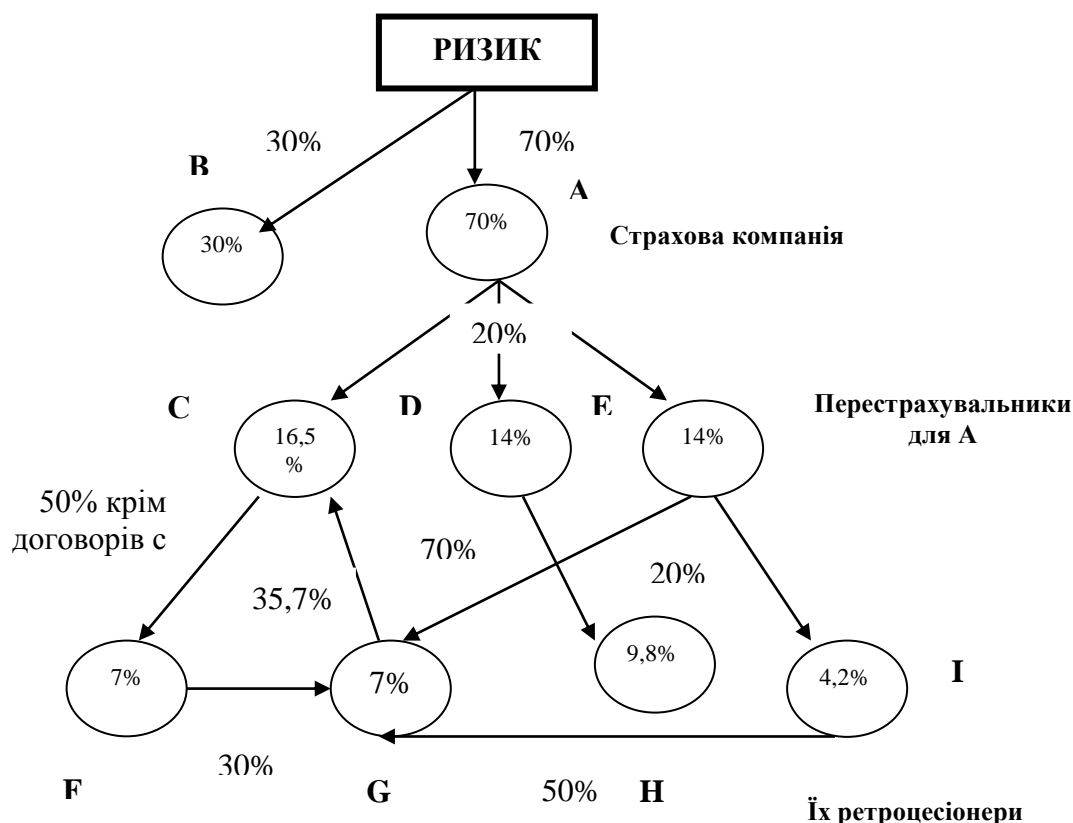 РИЗИК
30%
70%
В
А
70%
30%
Страхова компанія
20%
С
D
Е
Перестрахувальники
для А
16,5
%
14%
14%
50% крім
договорів с
70%
20%
35,7%
7%
7%
9,8%
4,2%
I
30%
F
G
50%
H
Їх ретроцесіонери